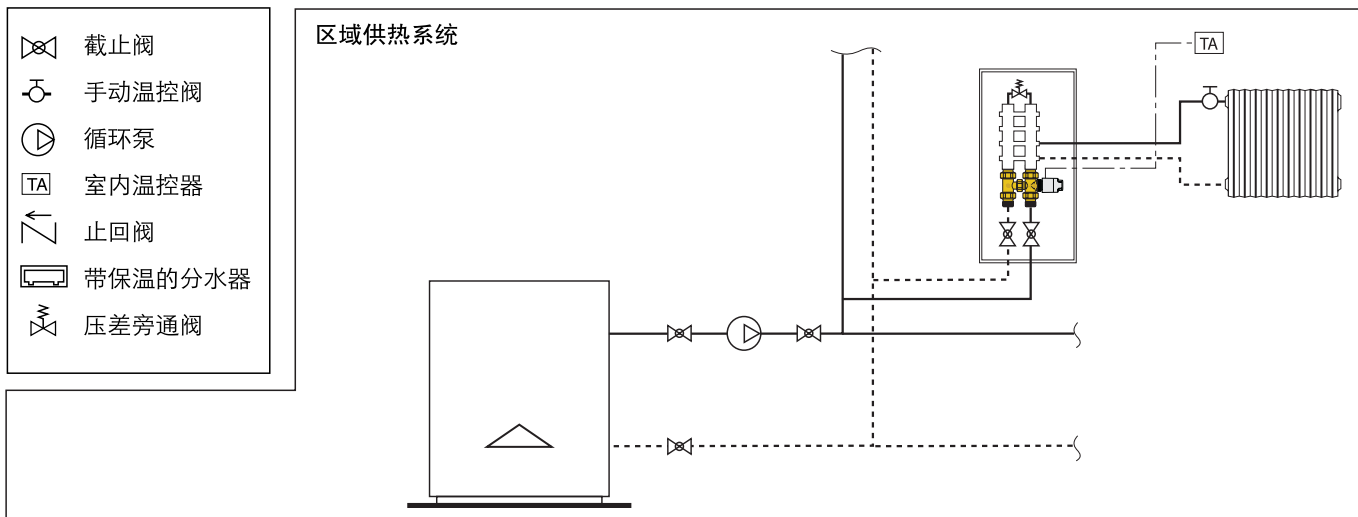 截止阀
手动温控阀
循环泵
TA 室内温控器
止回阀
带保温的分水器
压差旁通阀
区域供热系统
TA